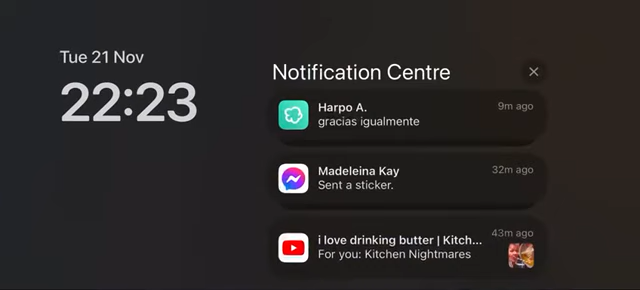 Tue 21 Nov
22:23
Notification Centre
Harpo A.
9m ago
gracias igualmente
Madeleina Kay
32m ago
Sent a sticker.
i love drinking butter | Kitch...
43m ago
For you: Kitchen Nightmares